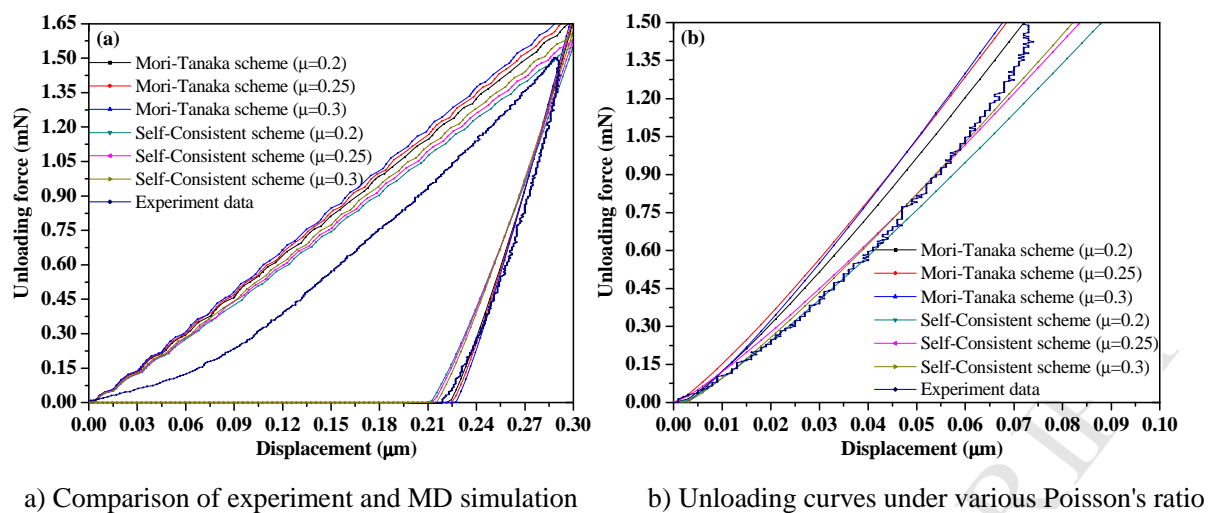 (a)
Mori-Tanaka scheme (μ=0.2)
Mori-Tanaka scheme (μ=0.25)
Mori-Tanaka scheme (μ=0.3)
Self-Consistent scheme (μ=0.2)
Self-Consistent scheme (μ=0.25)
Self-Consistent scheme (μ=0.3)
Experiment data
Unloading force (mN)
1.65
1.50
1.35
1.20
1.05
0.90
0.75
0.60
0.45
0.30
0.15
0.00
0.00 0.03 0.06 0.09 0.12 0.15 0.18 0.21 0.24 0.27 0.30
Displacement (μm)
(b)
Unloading force (mN)
1.50
1.35
1.20
1.05
0.90
0.75
0.60
0.45
0.30
0.15
0.00
Mori-Tanaka scheme (μ=0.2)
Mori-Tanaka scheme (μ=0.25)
Mori-Tanaka scheme (μ=0.3)
Self-Consistent scheme (μ=0.2)
Self-Consistent scheme (μ=0.25)
Self-Consistent scheme (μ=0.3)
Experiment data
0.00 0.01 0.02 0.03 0.04 0.05 0.06 0.07 0.08 0.09 0.10
Displacement (μm)
a) Comparison of experiment and MD simulation
b) Unloading curves under various Poisson's ratio